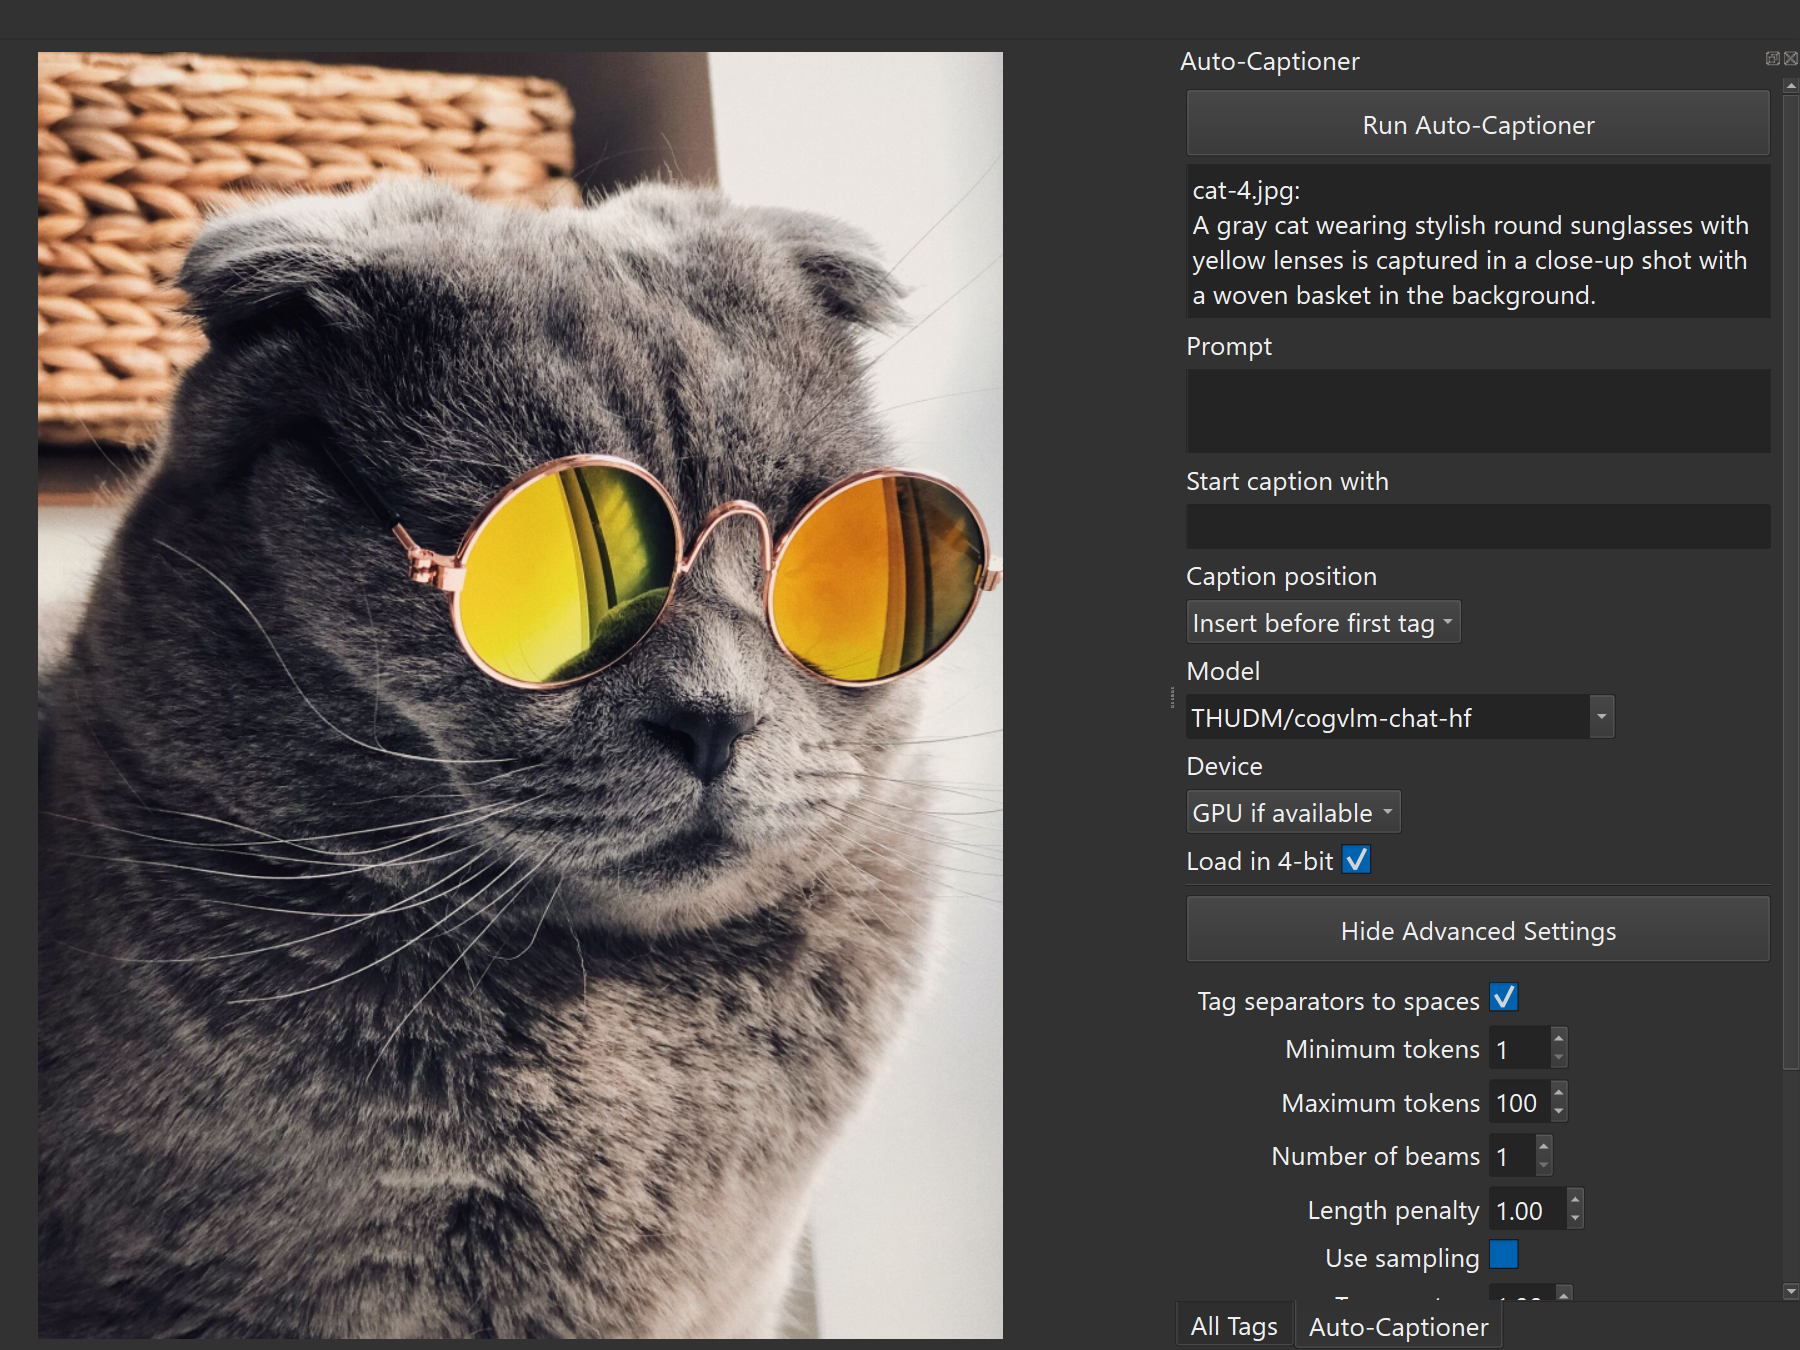 Auto-Captioner
Run Auto-Captioner
cat-4.jpg:
A gray cat wearing stylish round sunglasses with
yellow lenses is captured in a close-up shot with
a woven basket in the background.
Prompt
Start caption with
Caption position
Insert before first tag
Model
THUDM/cogvlm-chat-hf
Device
GPU if available
Load in 4-bit
Hide Advanced Settings
Tag separators to spaces
Minimum tokens 1
Maximum tokens 100
Number of beams 1
Length penalty 1.00
Use sampling
All Tags Auto-Captioner